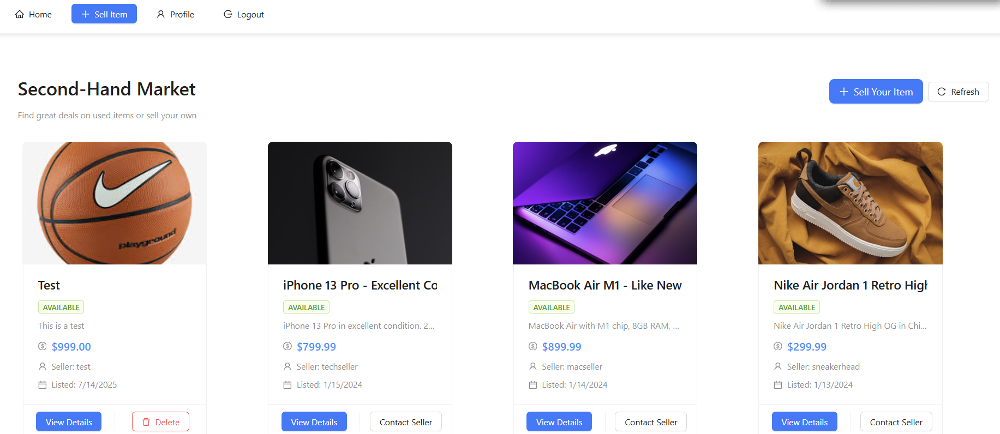 Home
Sell Item
Profile
Logout
Second-Hand Market
Sell Your Item
Refresh
Find great deals on used items or sell your own
playground
Test
AVAILABLE
This is a test
$999.00
Seller: test
Listed: 7/14/2025
View Details
Delete
iPhone 13 Pro - Excellent Co
AVAILABLE
iPhone 13 Pro in excellent condition. 2...
$799.99
Seller: techseller
Listed: 1/15/2024
View Details
Contact Seller
MacBook Air M1 - Like New
AVAILABLE
MacBook Air with M1 chip, 8GB RAM, ...
$899.99
Seller: macseller
Listed: 1/14/2024
View Details
Contact Seller
Nike Air Jordan 1 Retro High
AVAILABLE
Nike Air Jordan 1 Retro High OG in Chi...
$299.99
Seller: sneakerhead
Listed: 1/13/2024
View Details
Contact Seller